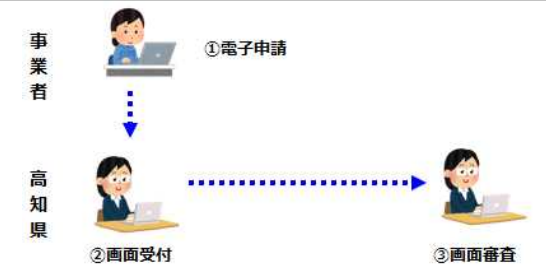 事業者
①電子申請
高知県
②画面受付
③画面審査